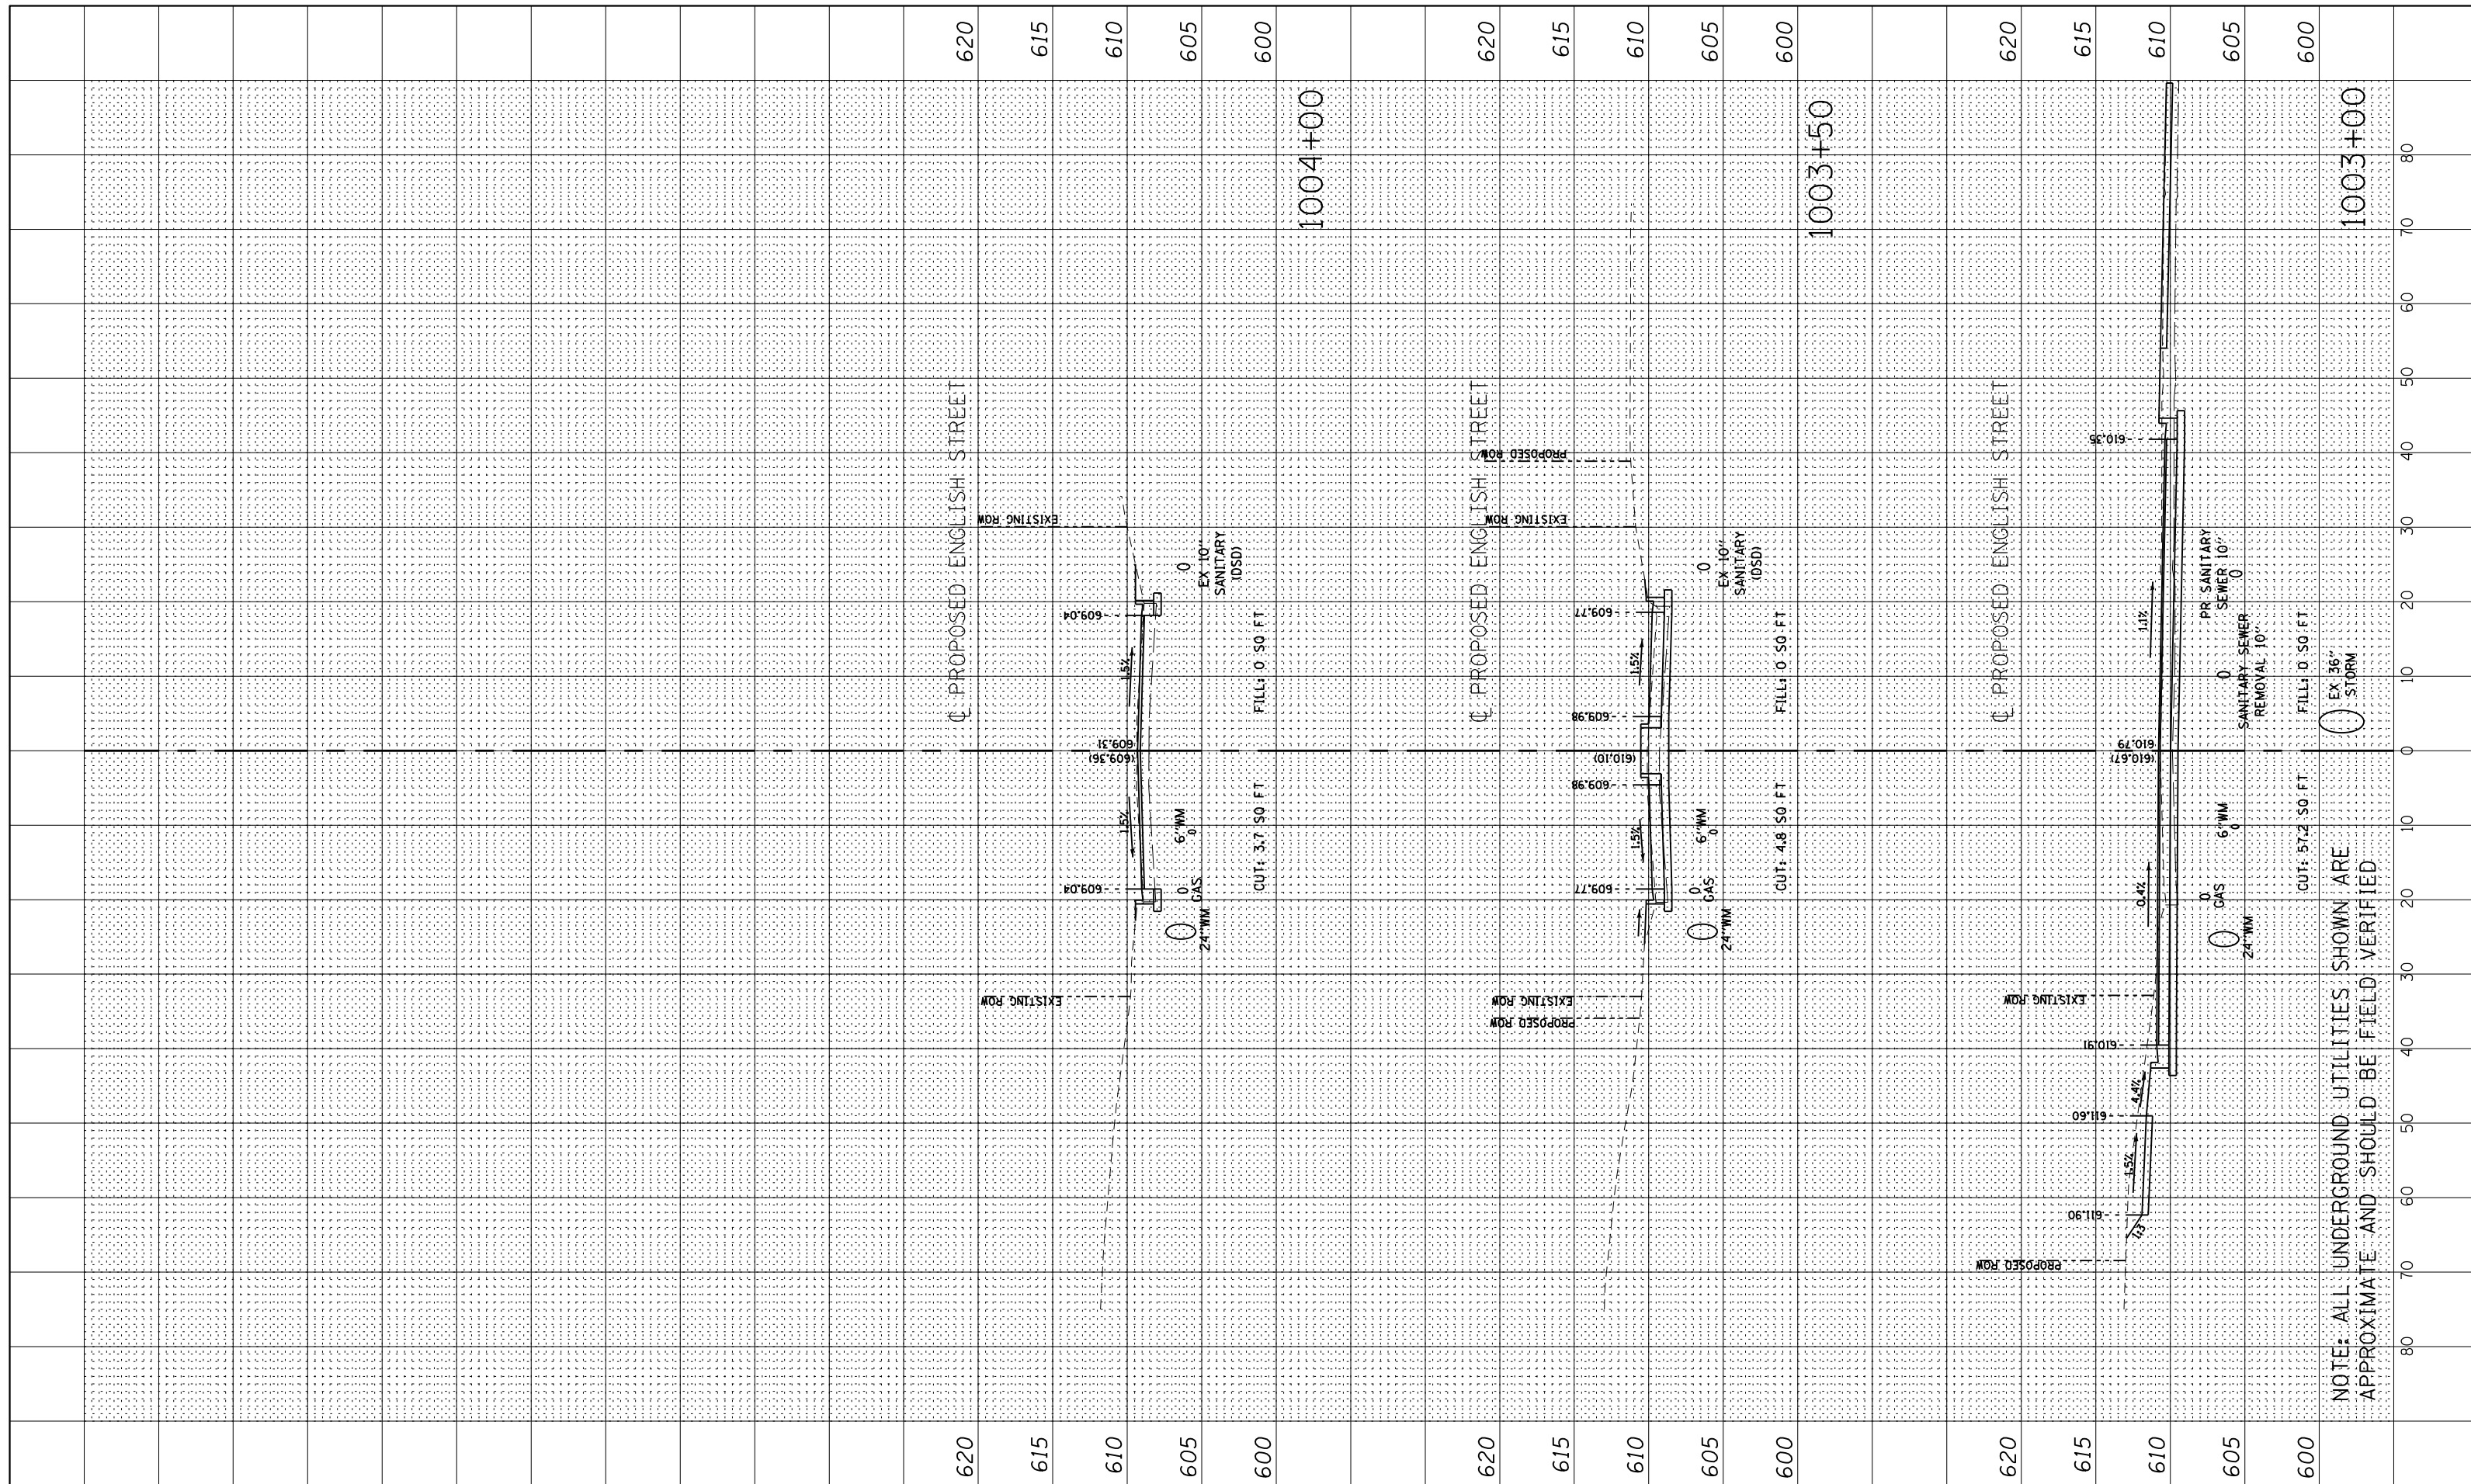 620
615
610
605
600
℄ PROPOSED ENGLISH STREET
EXISTING ROW
EXISTING ROW
609.04
1.5%
609.31
(609.36)
1.5%
609.04
24"WM
GAS
6"WM
EX 10"
SANITARY
(DSD)
CUT: 3.7 SQ FT
FILL: 0 SQ FT
1004+00
620
615
610
605
600
620
615
610
605
600
℄ PROPOSED ENGLISH STREET
PROPOSED ROW
EXISTING ROW
EXISTING ROW
PROPOSED ROW
609.77
1.5%
609.98
(610.10)
609.98
1.5%
609.77
24"WM
GAS
6"WM
EX 10"
SANITARY
(DSD)
CUT: 4.8 SQ FT
FILL: 0 SQ FT
1003+50
620
615
610
605
600
620
615
610
605
600
℄ PROPOSED ENGLISH STREET
PROPOSED ROW
EXISTING ROW
1:3
611.90
1.5%
611.60
4.4%
610.91
0.4%
610.79
(610.67)
1.1%
610.35
24"WM
GAS
6"WM
SANITARY SEWER
REMOVAL 10"
PR SANITARY
SEWER 10"
CUT: 57.2 SQ FT
FILL: 0 SQ FT
EX 36"
STORM
1003+00
620
615
610
605
600
NOTE: ALL UNDERGROUND UTILITIES SHOWN ARE
APPROXIMATE AND SHOULD BE FIELD VERIFIED
80 70 60 50 40 30 20 10 0 10 20 30 40 50 60 70 80